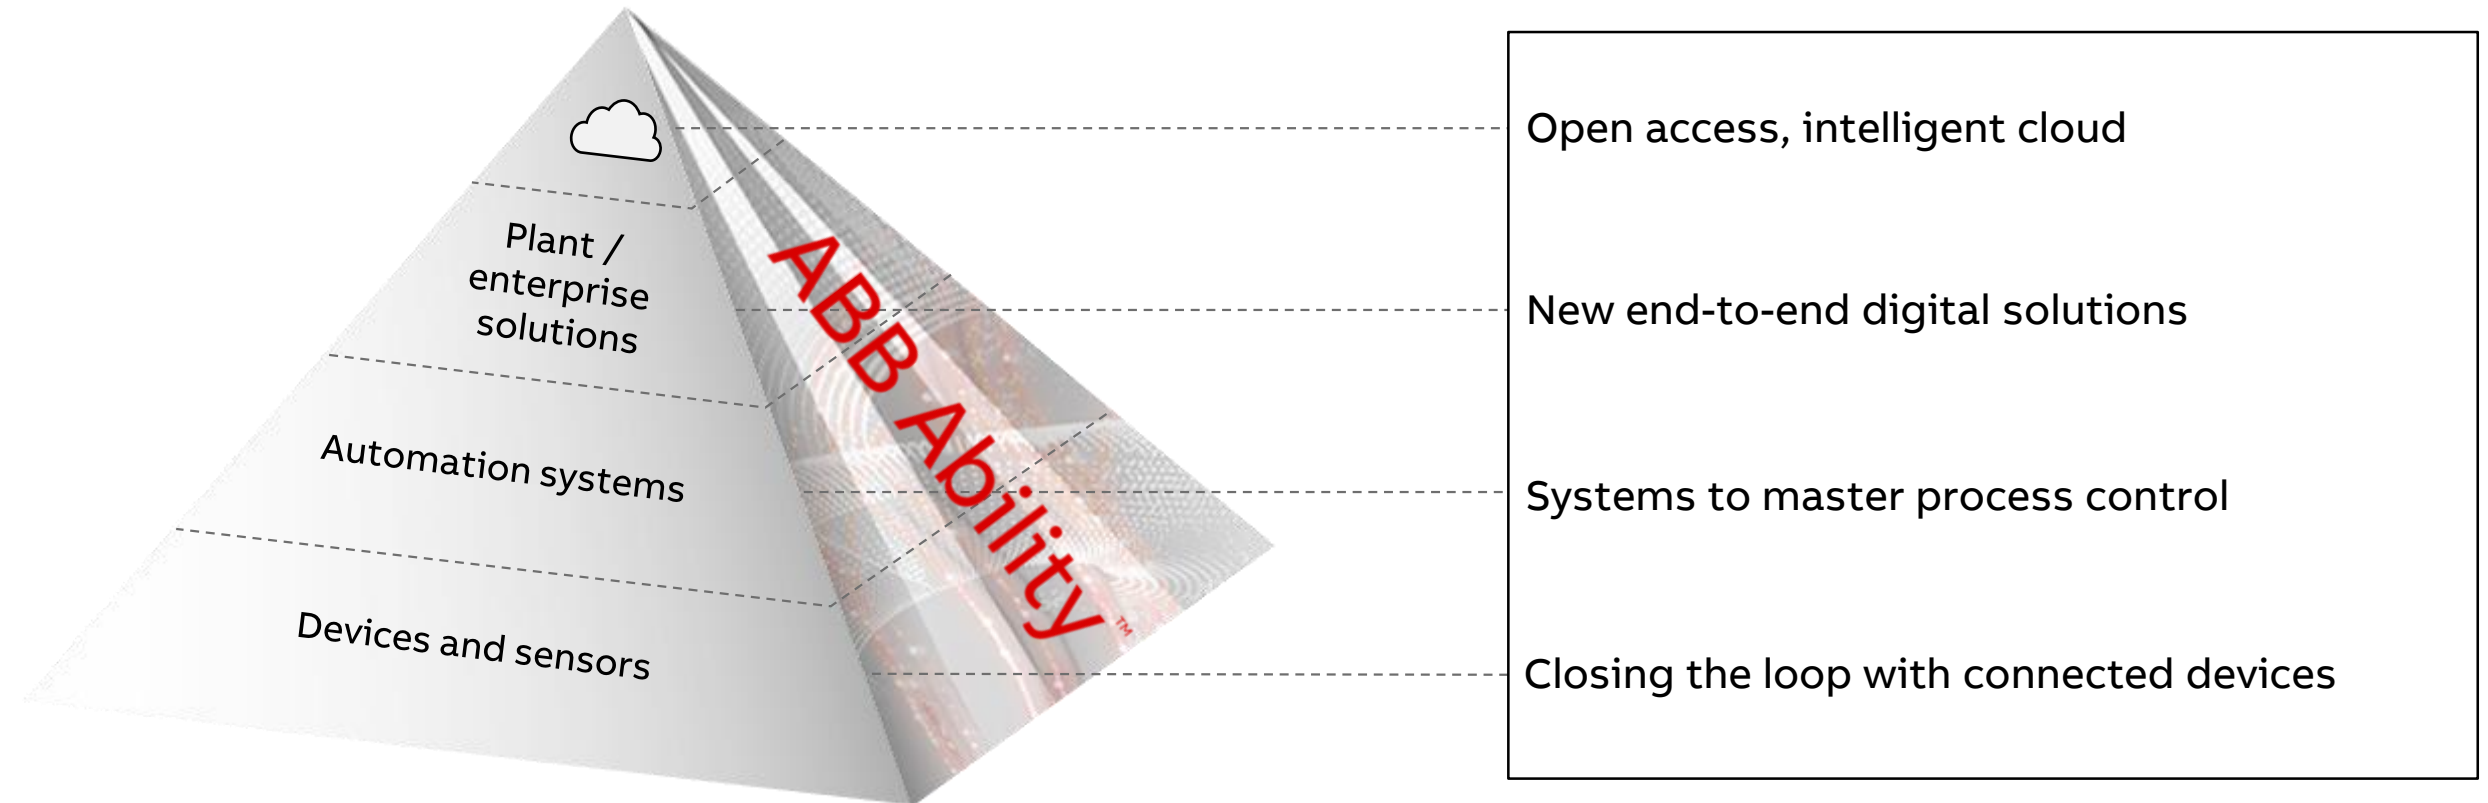 Plant /
enterprise
solutions
Automation systems
Devices and sensors
ABB Ability™
Open access, intelligent cloud
New end-to-end digital solutions
Systems to master process control
Closing the loop with connected devices